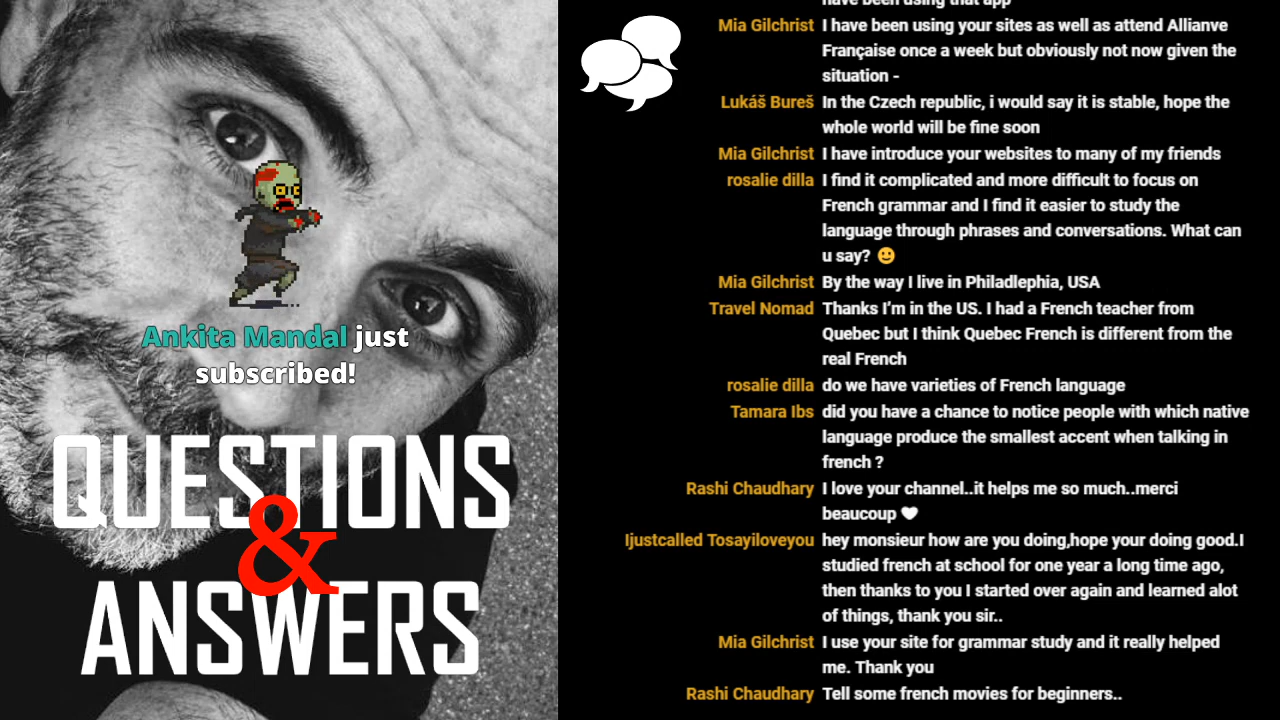 Ankita Mandal just
subscribed!
QUESTIONS
&
ANSWERS
have been using that app
Mia Gilchrist I have been using your sites as well as attend Allianve
Française once a week but obviously not now given the
situation -
Lukáš Bureš In the Czech republic, i would say it is stable, hope the
whole world will be fine soon
Mia Gilchrist I have introduce your websites to many of my friends
rosalie dilla I find it complicated and more difficult to focus on
French grammar and I find it easier to study the
language through phrases and conversations. What can
u say? 🙂
Mia Gilchrist By the way I live in Philadlephia, USA
Travel Nomad Thanks I'm in the US. I had a French teacher from
Quebec but I think Quebec French is different from the
real French
rosalie dilla do we have varieties of French language
Tamara Ibs did you have a chance to notice people with which native
language produce the smallest accent when talking in
french ?
Rashi Chaudhary I love your channel..it helps me so much..merci
beaucoup 🤍
Ijustcalled Tosayiloveyou hey monsieur how are you doing,hope your doing good.I
studied french at school for one year a long time ago,
then thanks to you I started over again and learned alot
of things, thank you sir..
Mia Gilchrist I use your site for grammar study and it really helped
me. Thank you
Rashi Chaudhary Tell some french movies for beginners..